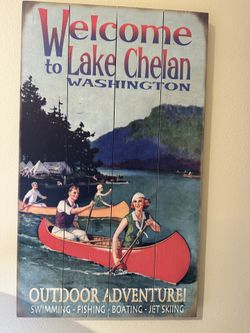 Welcome
to Lake Chelan
WASHINGTON
OUTDOOR ADVENTURE!
SWIMMING - FISHING - BOATING - JET SKIING